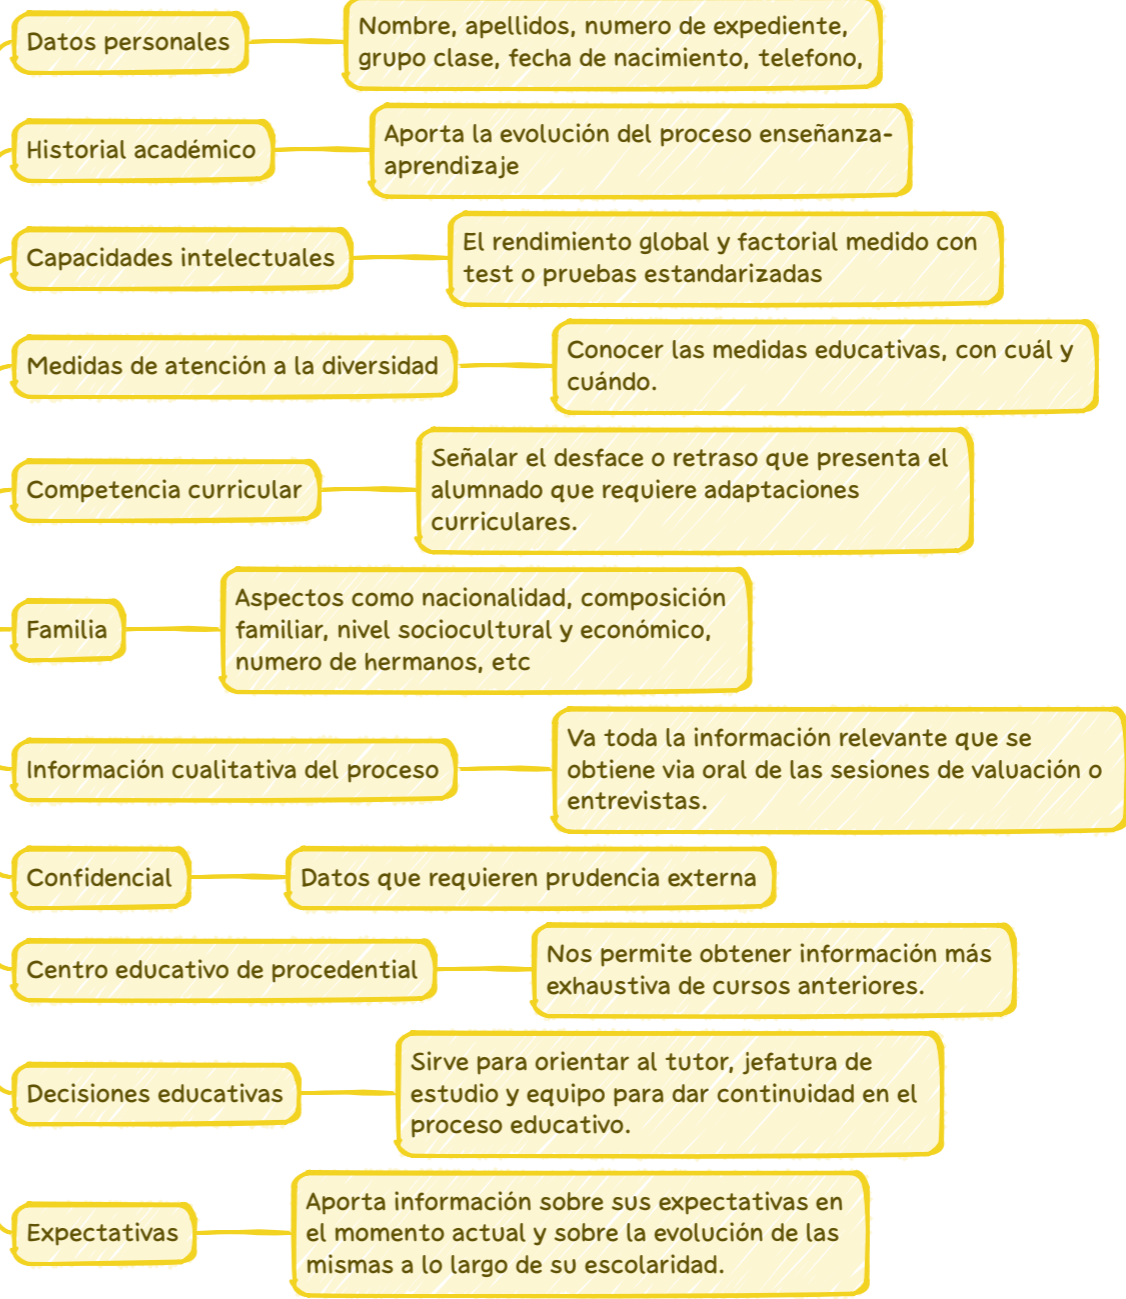 Datos personales
Nombre, apellidos, numero de expediente,
grupo clase, fecha de nacimiento, telefono,
Historial académico
Aporta la evolución del proceso enseñanza-
aprendizaje
Capacidades intelectuales
El rendimiento global y factorial medido con
test o pruebas estandarizadas
Medidas de atención a la diversidad
Conocer las medidas educativas, con cuál y
cuándo.
Competencia curricular
Señalar el desface o retraso que presenta el
alumnado que requiere adaptaciones
curriculares.
Familia
Aspectos como nacionalidad, composición
familiar, nivel sociocultural y económico,
numero de hermanos, etc
Información cualitativa del proceso
Va toda la información relevante que se
obtiene via oral de las sesiones de valuación o
entrevistas.
Confidencial
Datos que requieren prudencia externa
Centro educativo de procedential
Nos permite obtener información más
exhaustiva de cursos anteriores.
Decisiones educativas
Sirve para orientar al tutor, jefatura de
estudio y equipo para dar continuidad en el
proceso educativo.
Expectativas
Aporta información sobre sus expectativas en
el momento actual y sobre la evolución de las
mismas a lo largo de su escolaridad.